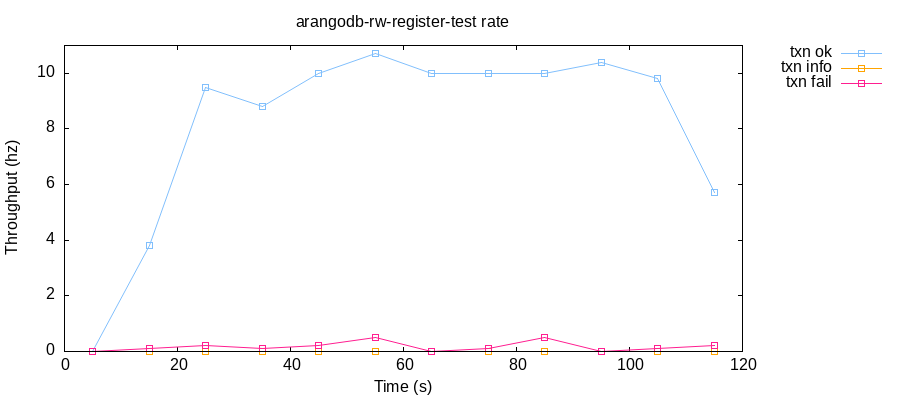 arangodb-rw-register-test rate
txn ok
txn info
txn fail
10
8
6
4
2
0
Throughput (hz)
0 20 40 60 80 100 120
Time (s)